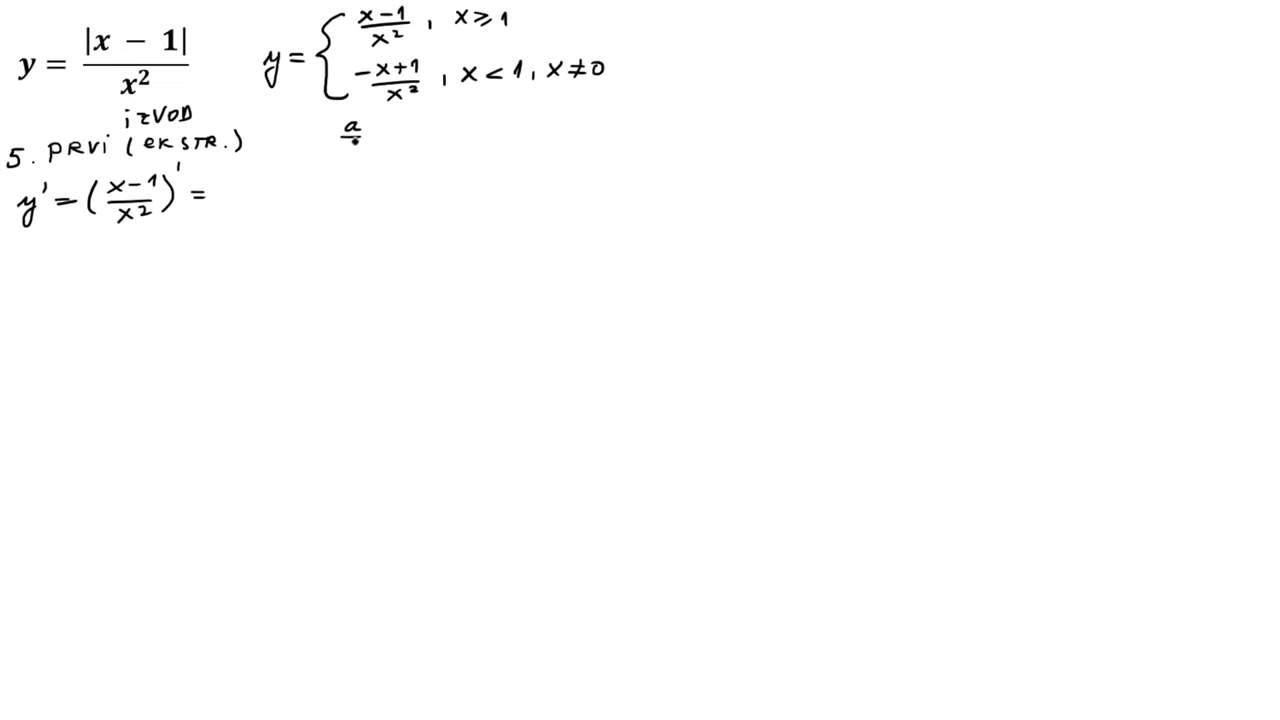 y = |x − 1| / x²
y = { x−1 / x² , x ≥ 1
−x+1 / x² , x < 1 , x ≠ 0
izVOD
5. PRVi (EKSTR.)
a
y' = (x−1 / x²)' =